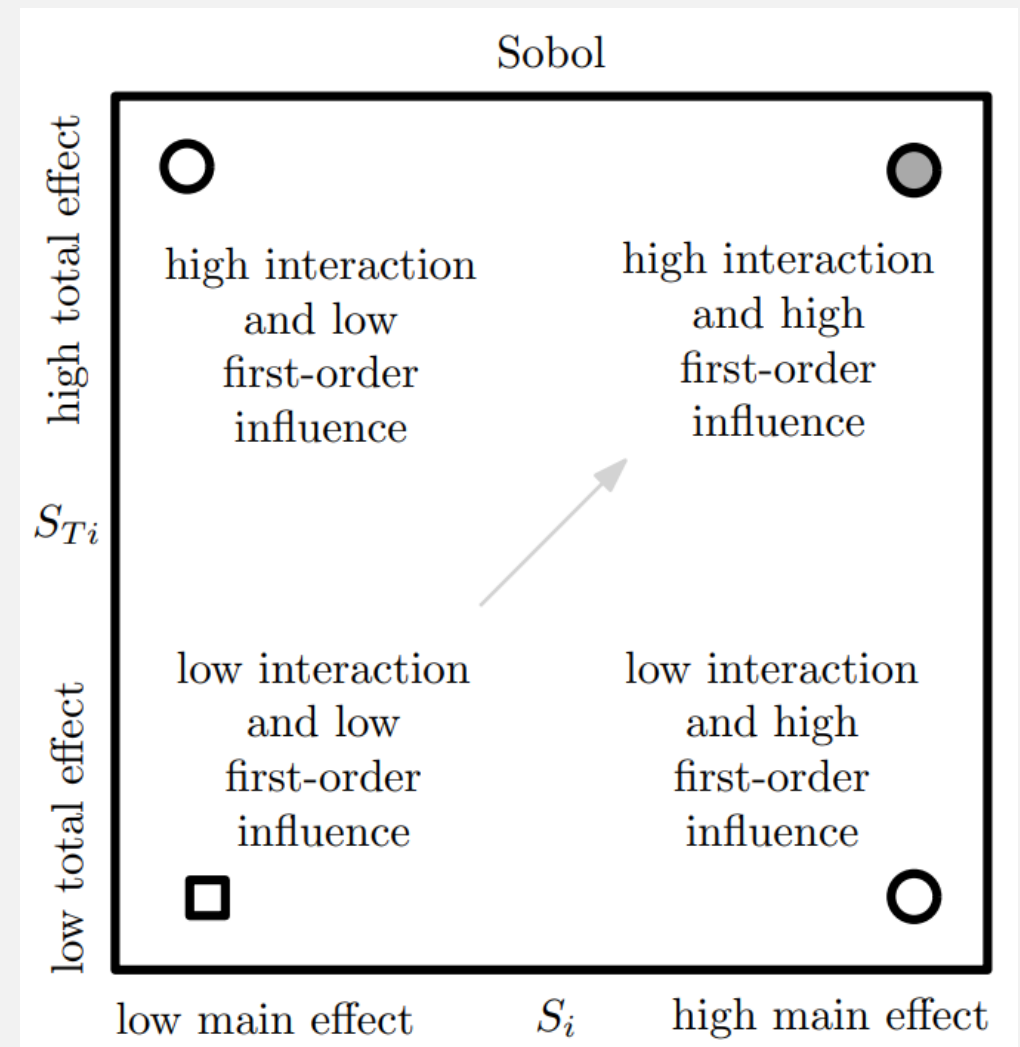 Sobol
high total effect
high interaction
and low
first-order
influence
high interaction
and high
first-order
influence
S_{Ti}
low total effect
low interaction
and low
first-order
influence
low interaction
and high
first-order
influence
low main effect
S_i
high main effect